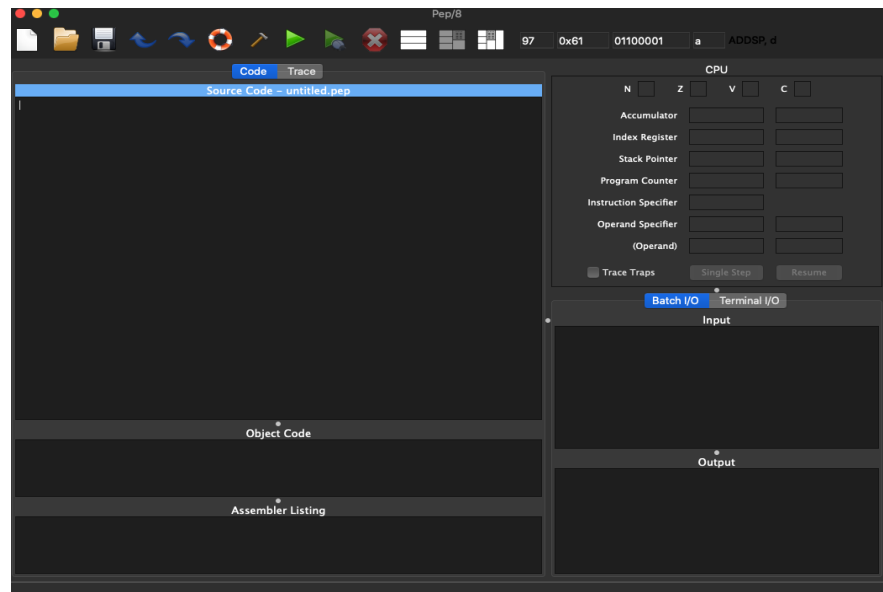 Pep/8
97 0x61 01100001 a ADDSP, d
Code Trace
Source Code - untitled.pep
Object Code
Assembler Listing
CPU
N Z V C
Accumulator
Index Register
Stack Pointer
Program Counter
Instruction Specifier
Operand Specifier
(Operand)
Trace Traps Single Step Resume
Batch I/O Terminal I/O
Input
Output